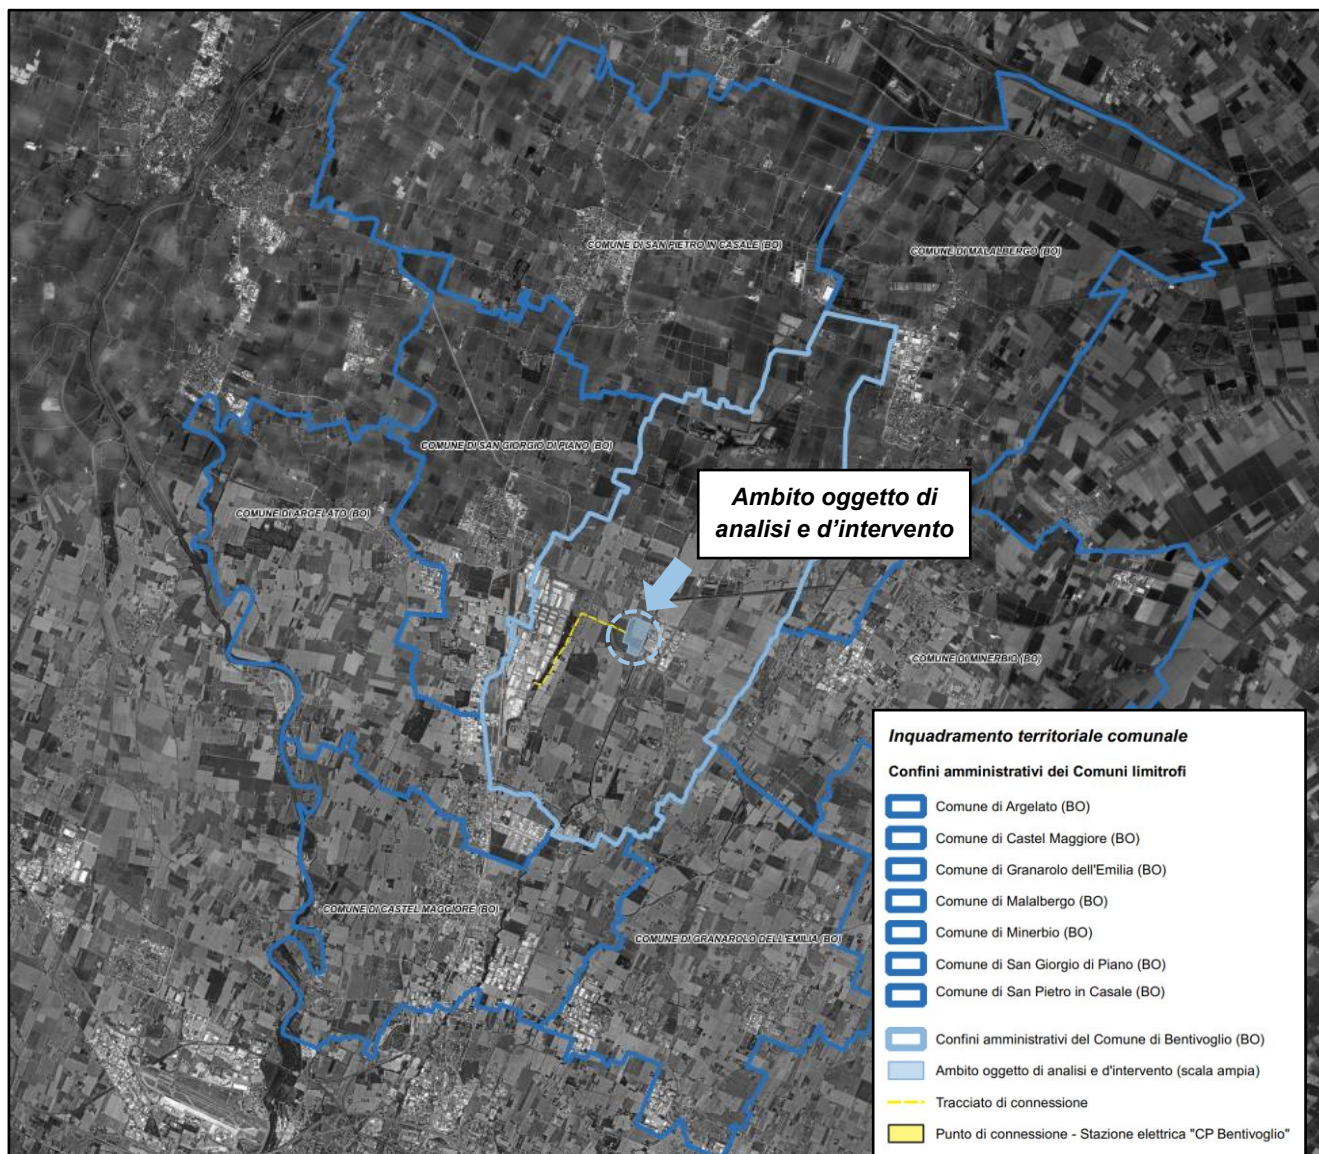 COMUNE DI SAN PIETRO IN CASALE (BO)
COMUNE DI MALALBERGO (BO)
COMUNE DI SAN GIORGIO DI PIANO (BO)
COMUNE DI ARGELATO (BO)
Ambito oggetto di
analisi e d'intervento
COMUNE DI MINERBIO (BO)
COMUNE DI CASTEL MAGGIORE (BO)
COMUNE DI GRANAROLO DELL'EMILIA (BO)
Inquadramento territoriale comunale
Confini amministrativi dei Comuni limitrofi
Comune di Argelato (BO)
Comune di Castel Maggiore (BO)
Comune di Granarolo dell'Emilia (BO)
Comune di Malalbergo (BO)
Comune di Minerbio (BO)
Comune di San Giorgio di Piano (BO)
Comune di San Pietro in Casale (BO)
Confini amministrativi del Comune di Bentivoglio (BO)
Ambito oggetto di analisi e d'intervento (scala ampia)
Tracciato di connessione
Punto di connessione - Stazione elettrica "CP Bentivoglio"